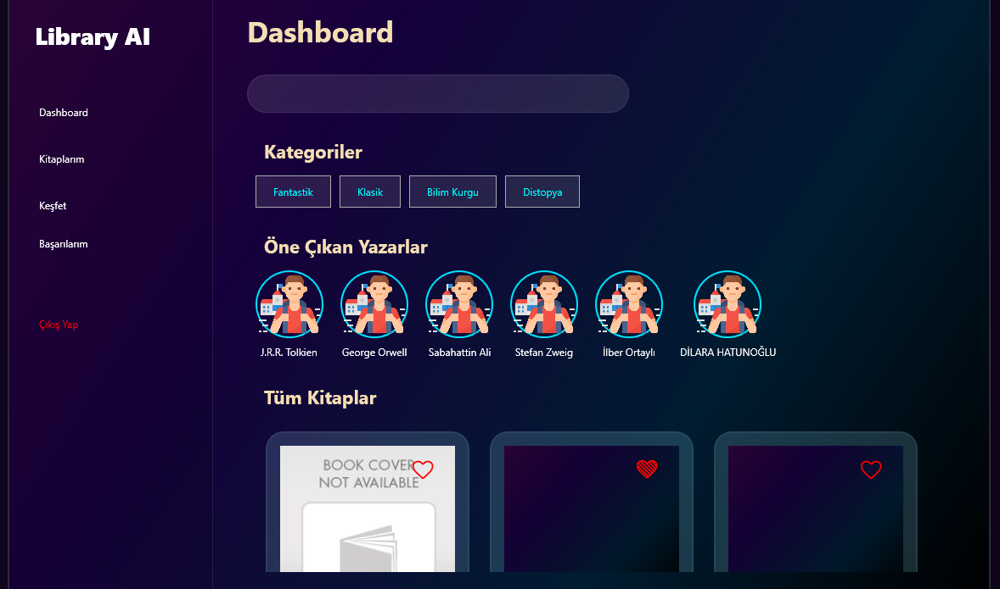 Library AI
Dashboard
Kitaplarım
Keşfet
Başarılarım
Çıkış Yap
Dashboard
Kategoriler
Fantastik
Klasik
Bilim Kurgu
Distopya
Öne Çıkan Yazarlar
J.R.R. Tolkien
George Orwell
Sabahattin Ali
Stefan Zweig
İlber Ortaylı
DİLARA HATUNOĞLU
Tüm Kitaplar
BOOK COVER
NOT AVAILABLE